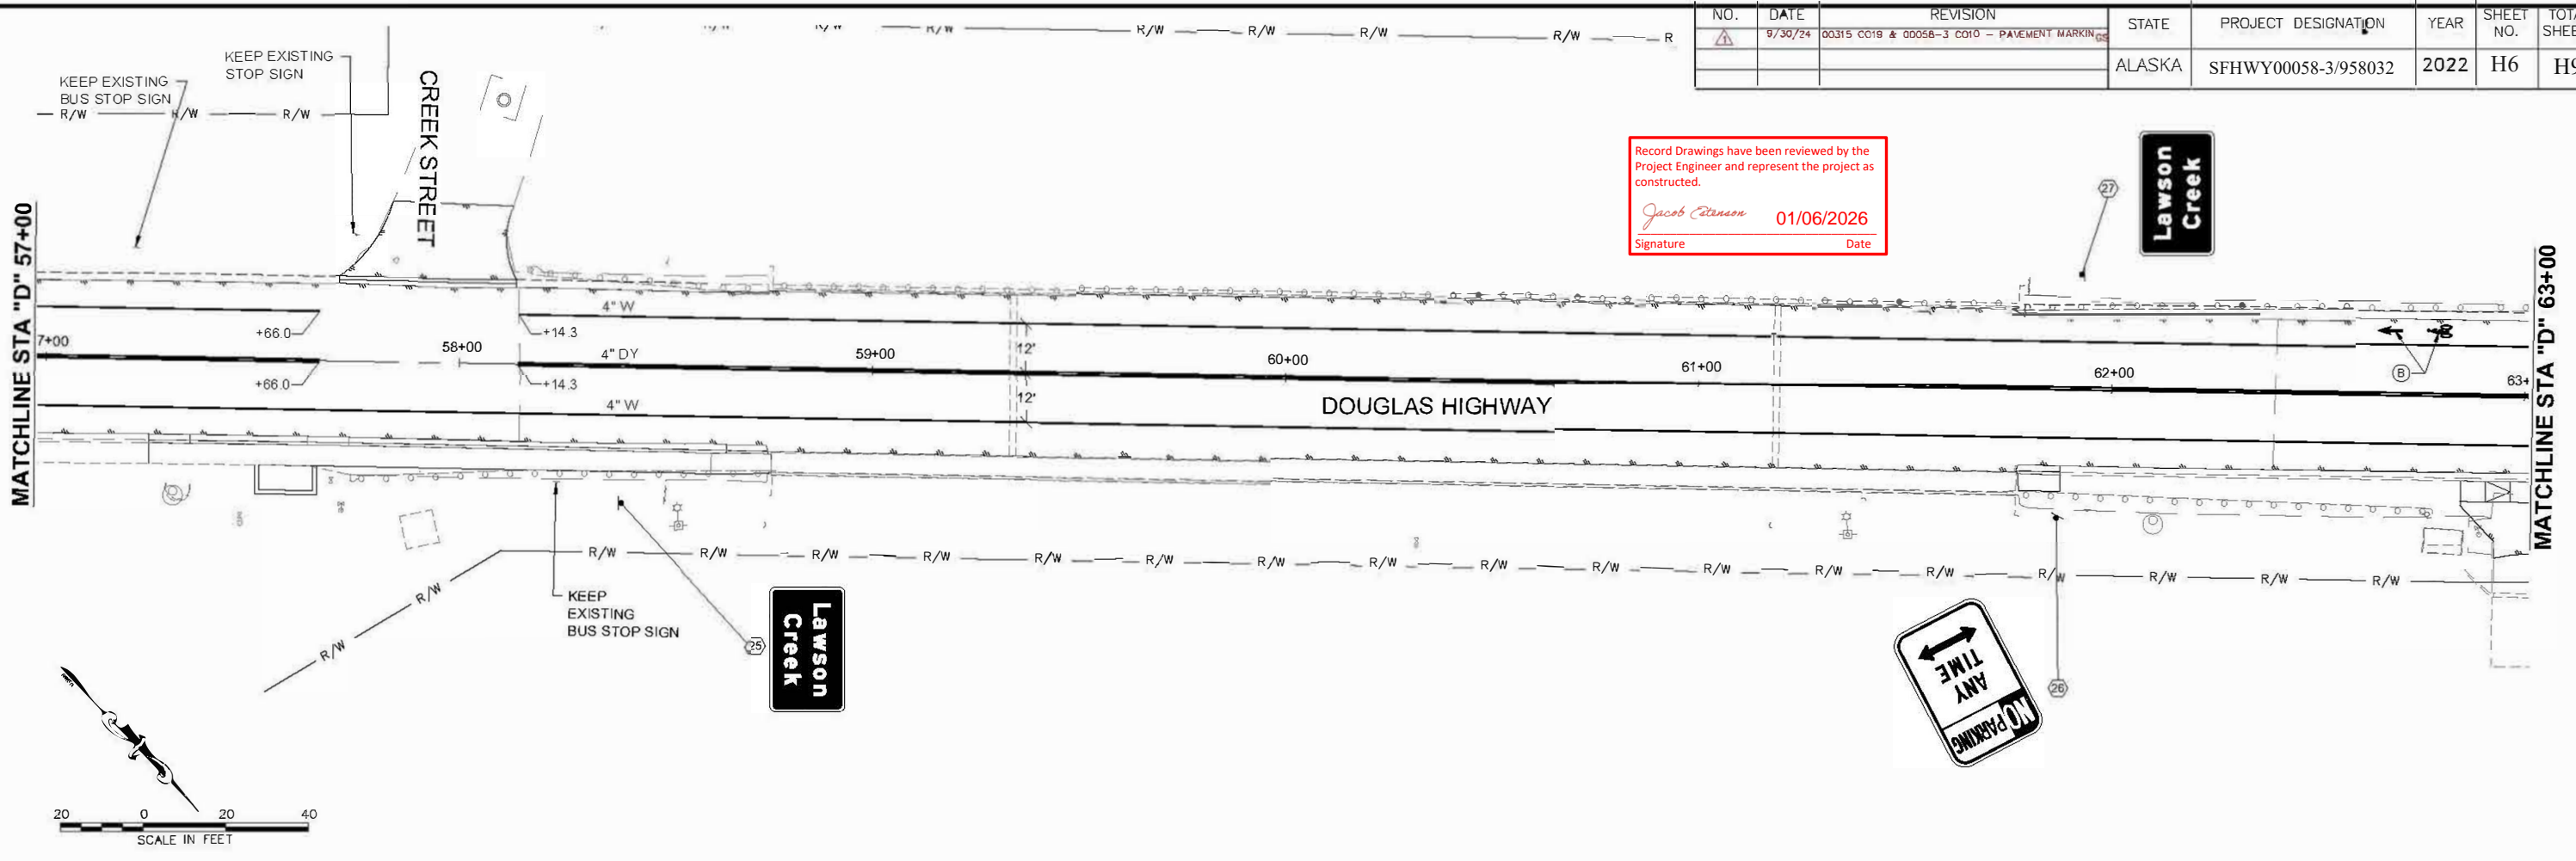 NO. DATE REVISION STATE PROJECT DESIGNATION YEAR SHEET NO.
1 9/30/24 00315 CO19 & 00058-3 CO10 – PAVEMENT MARKIN
ALASKA SFHWY00058-3/958032 2022 H6
R/W R/W R/W R/W R/W R
KEEP EXISTING
STOP SIGN
KEEP EXISTING
BUS STOP SIGN
R/W R/W R/W
CREEK STREET
Record Drawings have been reviewed by the
Project Engineer and represent the project as
constructed.
Jacob Estenson 01/06/2026
Signature Date
27
Lawson
Creek
MATCHLINE STA "D" 57+00
MATCHLINE STA "D" 63+00
4" W
+66.0 +14.3
7+00 58+00 4" DY 59+00 12' 60+00 61+00 62+00 63+
B
+66.0 +14.3
4" W 12'
DOUGLAS HIGHWAY
R/W R/W R/W R/W R/W R/W R/W R/W R/W R/W R/W R/W R/W R/W R/W R/W R/W
R/W
R/W
KEEP
EXISTING
BUS STOP SIGN
25
Lawson
Creek
26
NO PARKING
ANY
TIME
20 0 20 40
SCALE IN FEET